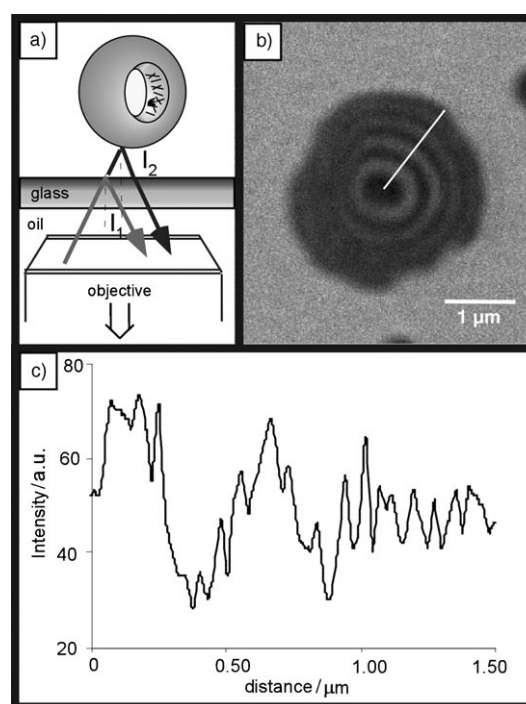 a)
I2
glass
oil
I1
objective
b)
1 µm
c)
80
60
40
20
Intensity/a.u.
0 0.50 1.00 1.50
distance/µm